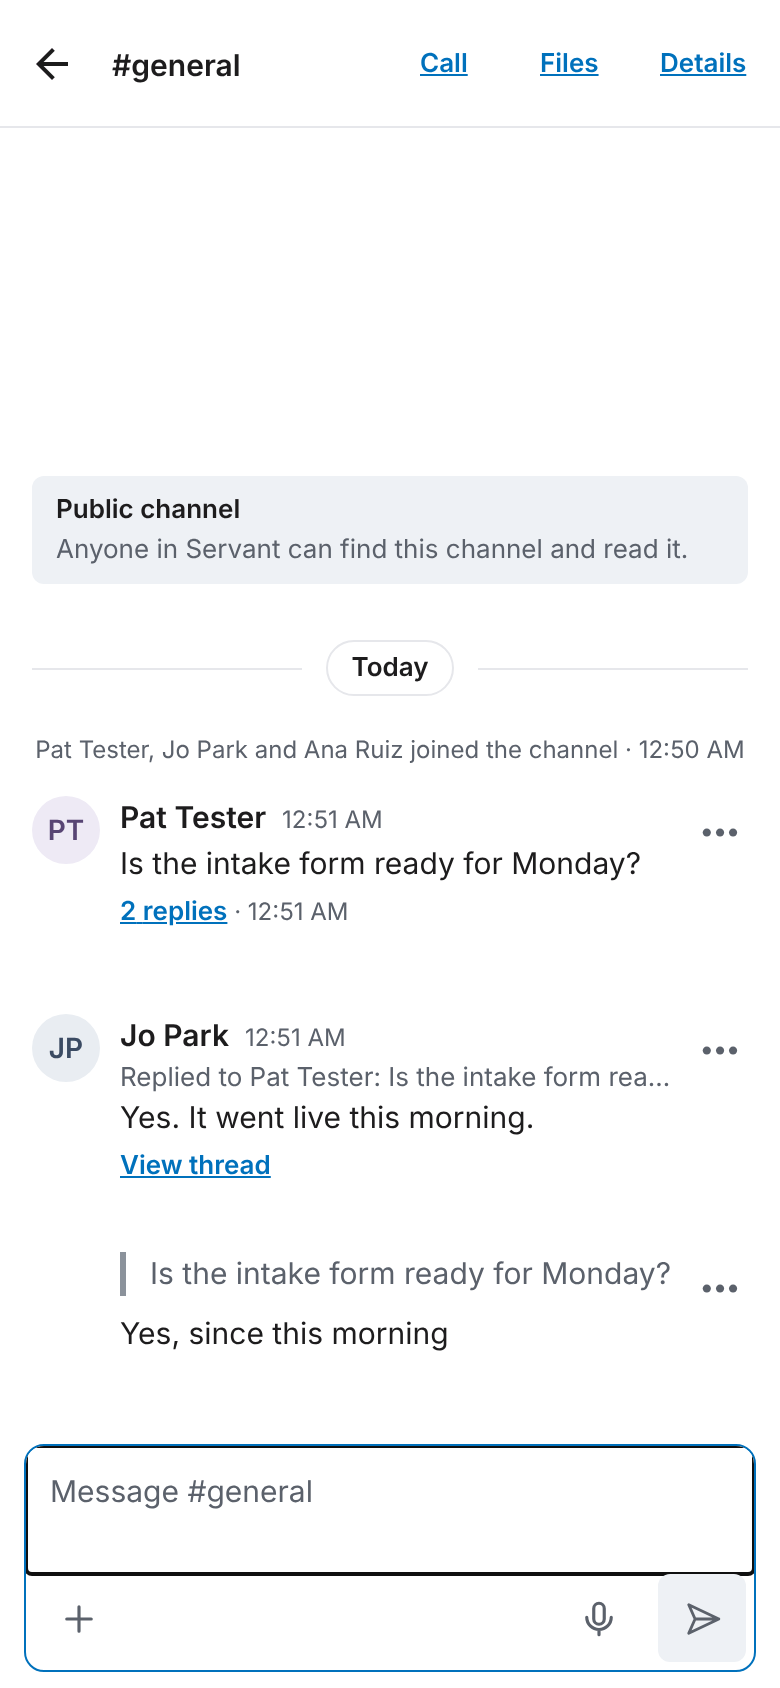 #general
Call
Files
Details
Public channel
Anyone in Servant can find this channel and read it.
Today
Pat Tester, Jo Park and Ana Ruiz joined the channel · 12:50 AM
PT
Pat Tester 12:51 AM
Is the intake form ready for Monday?
2 replies · 12:51 AM
JP
Jo Park 12:51 AM
Replied to Pat Tester: Is the intake form rea...
Yes. It went live this morning.
View thread
Is the intake form ready for Monday?
Yes, since this morning
Message #general